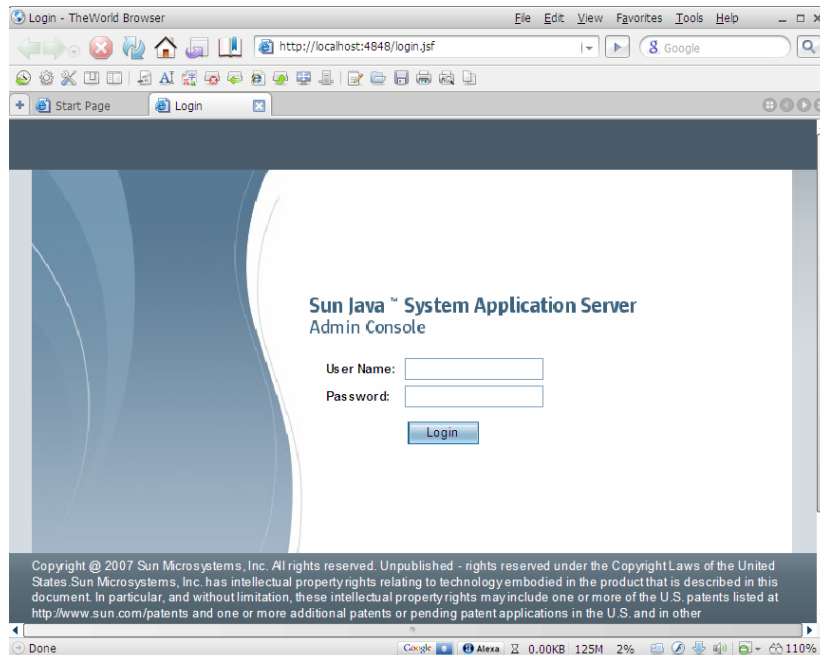 Login - TheWorld Browser
File Edit View Favorites Tools Help
http://localhost:4848/login.jsf
Google
AI
Start Page
Login
Sun Java ™ System Application Server
Admin Console
User Name:
Password:
Login
Copyright @ 2007 Sun Microsystems, Inc. All rights reserved. Unpublished - rights reserved under the Copyright Laws of the United
States.Sun Microsystems, Inc. has intellectual property rights relating to technology embodied in the product that is described in this
document. In particular, and without limitation, these intellectual property rights may include one or more of the U.S. patents listed at
http://www.sun.com/patents and one or more additional patents or pending patent applications in the U.S. and in other
Done
Google
Alexa
0.00KB 125M 2%
110%